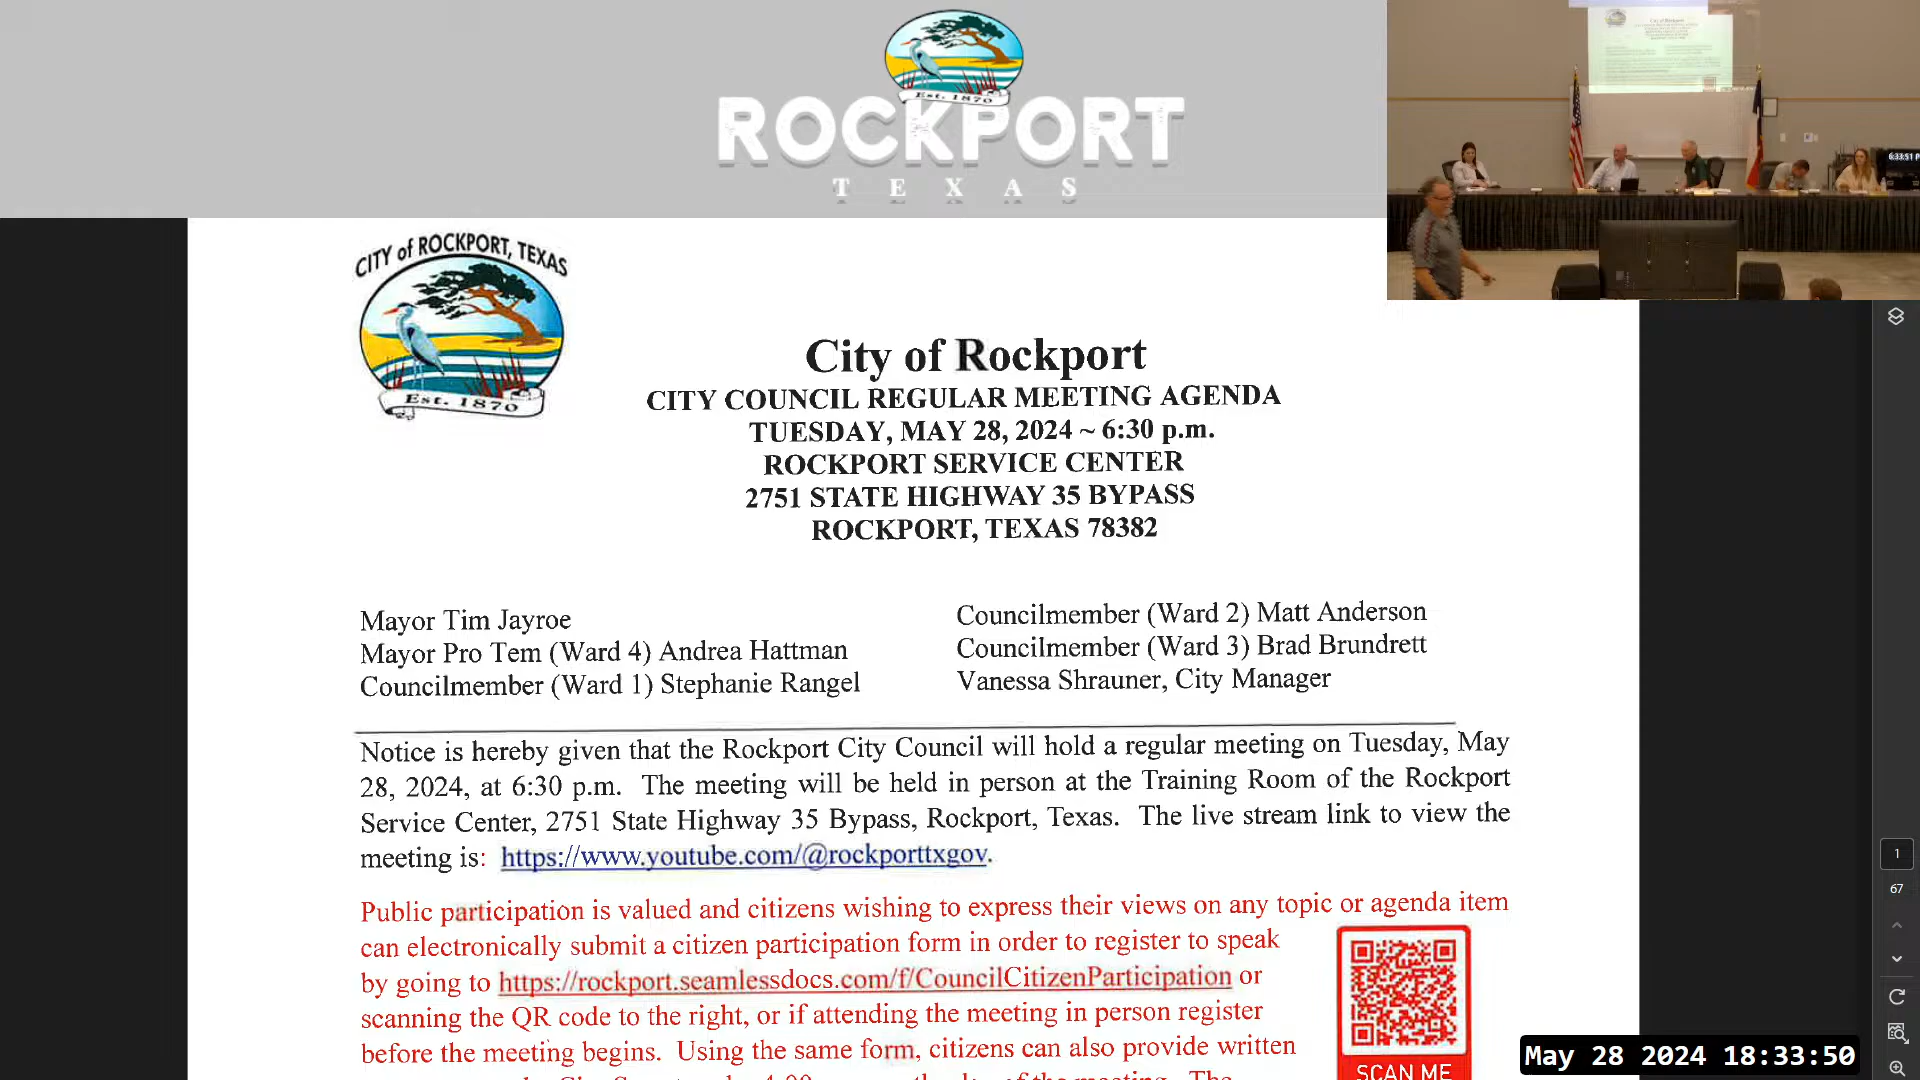 Est. 1870
ROCKPORT
TEXAS
6:33:51 P
CITY of ROCKPORT, TEXAS
Est. 1870
City of Rockport
CITY COUNCIL REGULAR MEETING AGENDA
TUESDAY, MAY 28, 2024 ~ 6:30 p.m.
ROCKPORT SERVICE CENTER
2751 STATE HIGHWAY 35 BYPASS
ROCKPORT, TEXAS 78382
Mayor Tim Jayroe
Mayor Pro Tem (Ward 4) Andrea Hattman
Councilmember (Ward 1) Stephanie Rangel
Councilmember (Ward 2) Matt Anderson
Councilmember (Ward 3) Brad Brundrett
Vanessa Shrauner, City Manager
Notice is hereby given that the Rockport City Council will hold a regular meeting on Tuesday, May
28, 2024, at 6:30 p.m. The meeting will be held in person at the Training Room of the Rockport
Service Center, 2751 State Highway 35 Bypass, Rockport, Texas. The live stream link to view the
meeting is: https://www.youtube.com/@rockporttxgov.
Public participation is valued and citizens wishing to express their views on any topic or agenda item
can electronically submit a citizen participation form in order to register to speak
by going to https://rockport.seamlessdocs.com/f/CouncilCitizenParticipation or
scanning the QR code to the right, or if attending the meeting in person register
before the meeting begins. Using the same form, citizens can also provide written
SCAN ME
1
67
May 28 2024 18:33:50